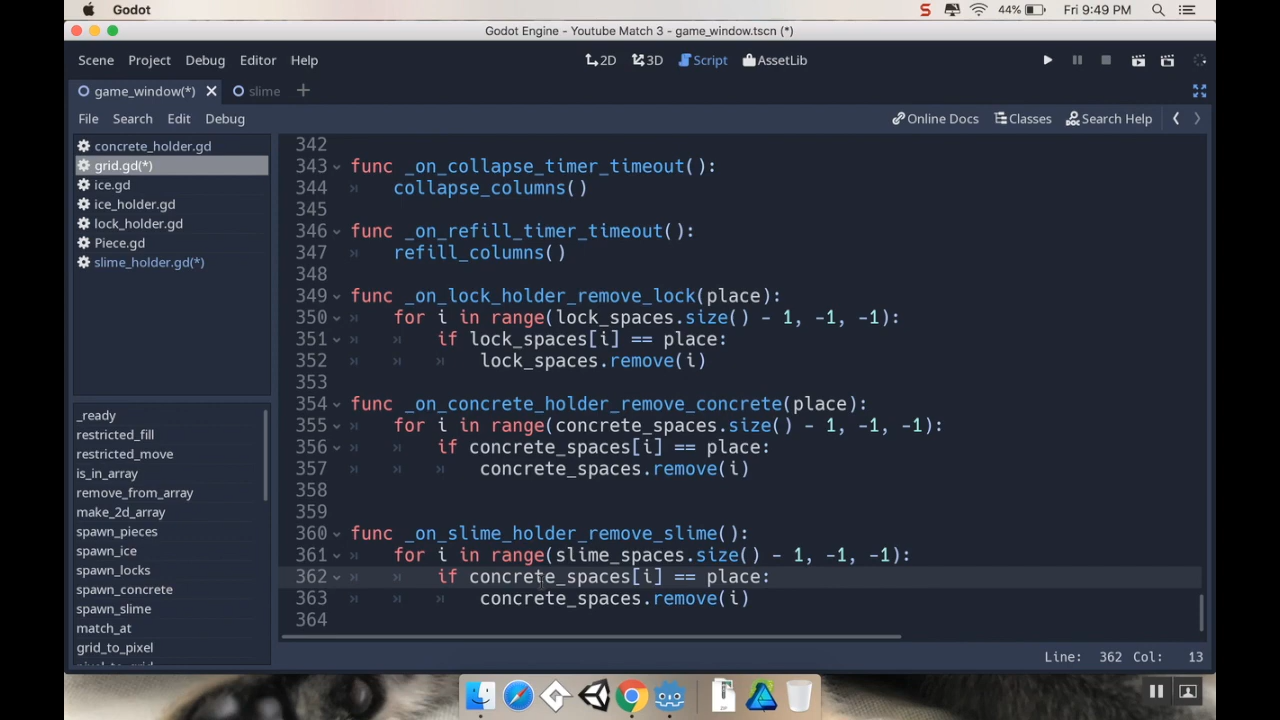 Godot
S
44%
Fri 9:49 PM
Godot Engine - Youtube Match 3 - game_window.tscn (*)
Scene Project Debug Editor Help
2D 3D Script AssetLib
game_window(*) slime
File Search Edit Debug
Online Docs Classes Search Help
concrete_holder.gd
grid.gd(*)
ice.gd
ice_holder.gd
lock_holder.gd
Piece.gd
slime_holder.gd(*)
_ready
restricted_fill
restricted_move
is_in_array
remove_from_array
make_2d_array
spawn_pieces
spawn_ice
spawn_locks
spawn_concrete
spawn_slime
match_at
grid_to_pixel
pixel_to_grid
342
343 func _on_collapse_timer_timeout():
344 collapse_columns()
345
346 func _on_refill_timer_timeout():
347 refill_columns()
348
349 func _on_lock_holder_remove_lock(place):
350 for i in range(lock_spaces.size() - 1, -1, -1):
351 if lock_spaces[i] == place:
352 lock_spaces.remove(i)
353
354 func _on_concrete_holder_remove_concrete(place):
355 for i in range(concrete_spaces.size() - 1, -1, -1):
356 if concrete_spaces[i] == place:
357 concrete_spaces.remove(i)
358
359
360 func _on_slime_holder_remove_slime():
361 for i in range(slime_spaces.size() - 1, -1, -1):
362 if concrete_spaces[i] == place:
363 concrete_spaces.remove(i)
364
Line: 362 Col: 13
ZIP